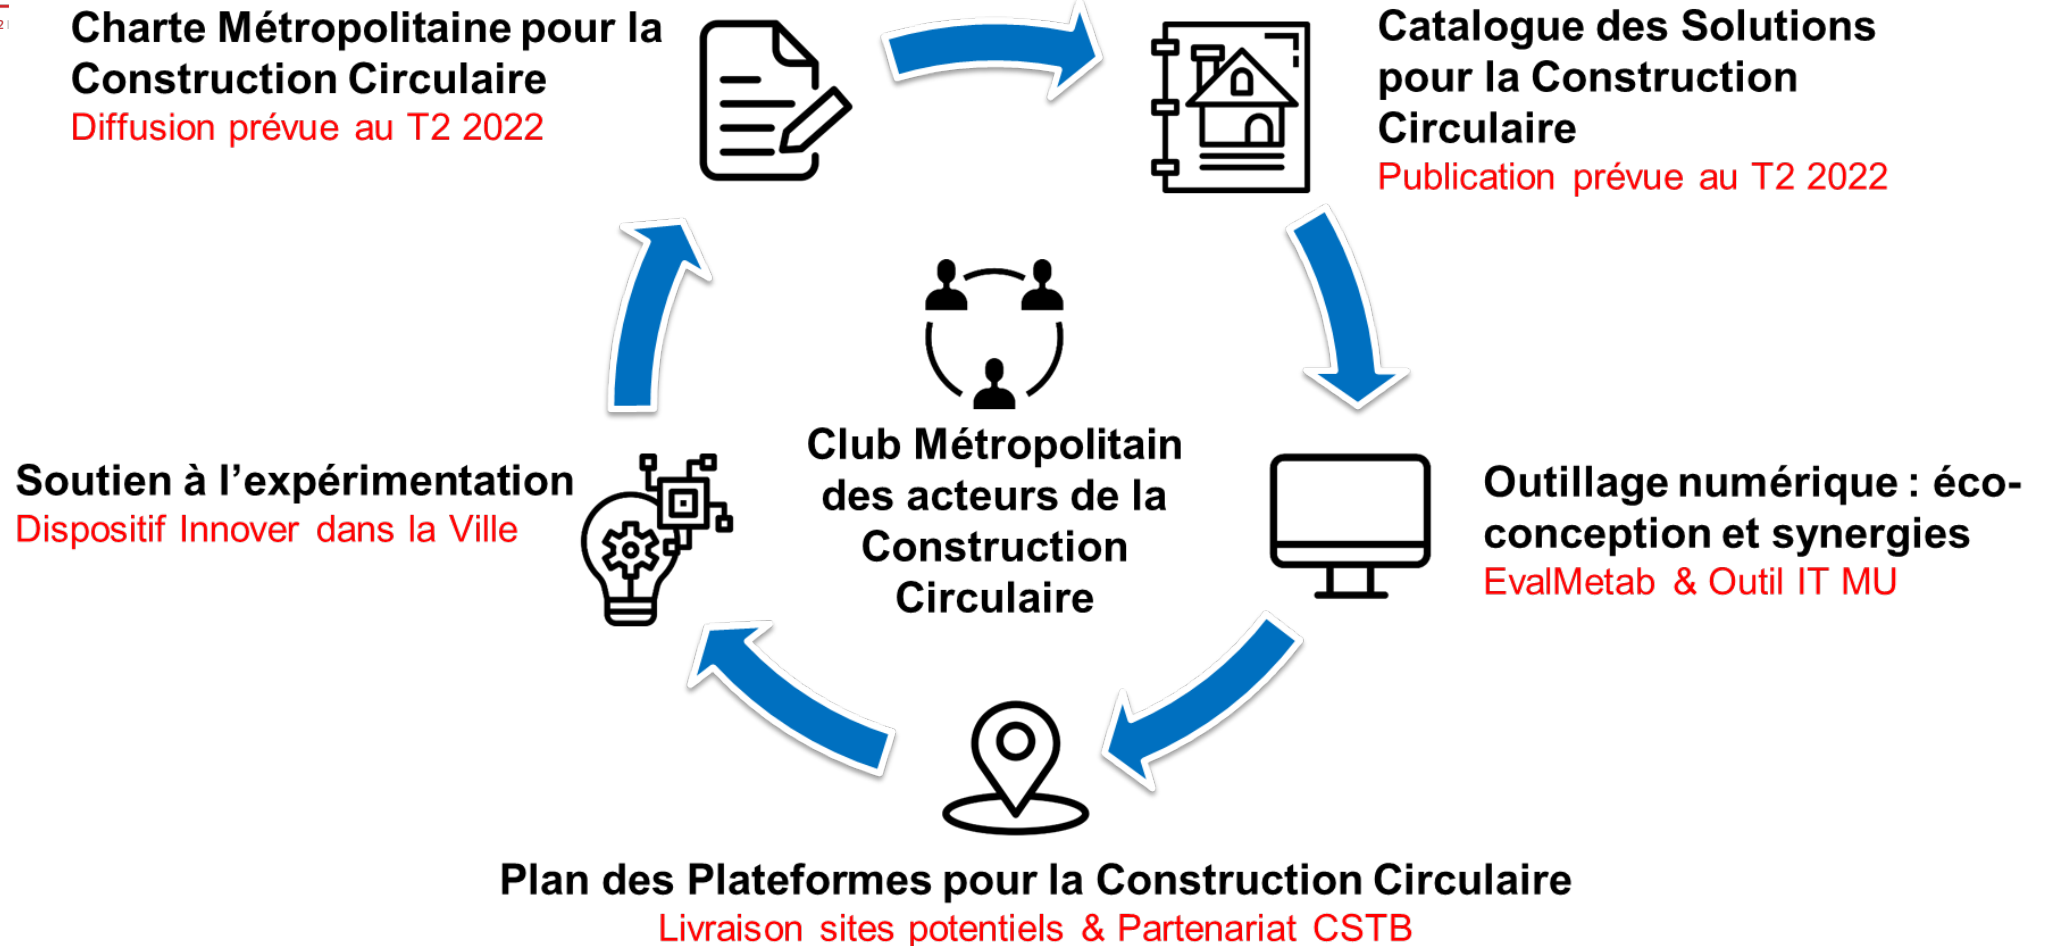 Charte Métropolitaine pour la
Construction Circulaire
Diffusion prévue au T2 2022
Catalogue des Solutions
pour la Construction
Circulaire
Publication prévue au T2 2022
Outillage numérique : éco-
conception et synergies
EvalMetab & Outil IT MU
Plan des Plateformes pour la Construction Circulaire
Livraison sites potentiels & Partenariat CSTB
Soutien à l’expérimentation
Dispositif Innover dans la Ville
Club Métropolitain
des acteurs de la
Construction
Circulaire